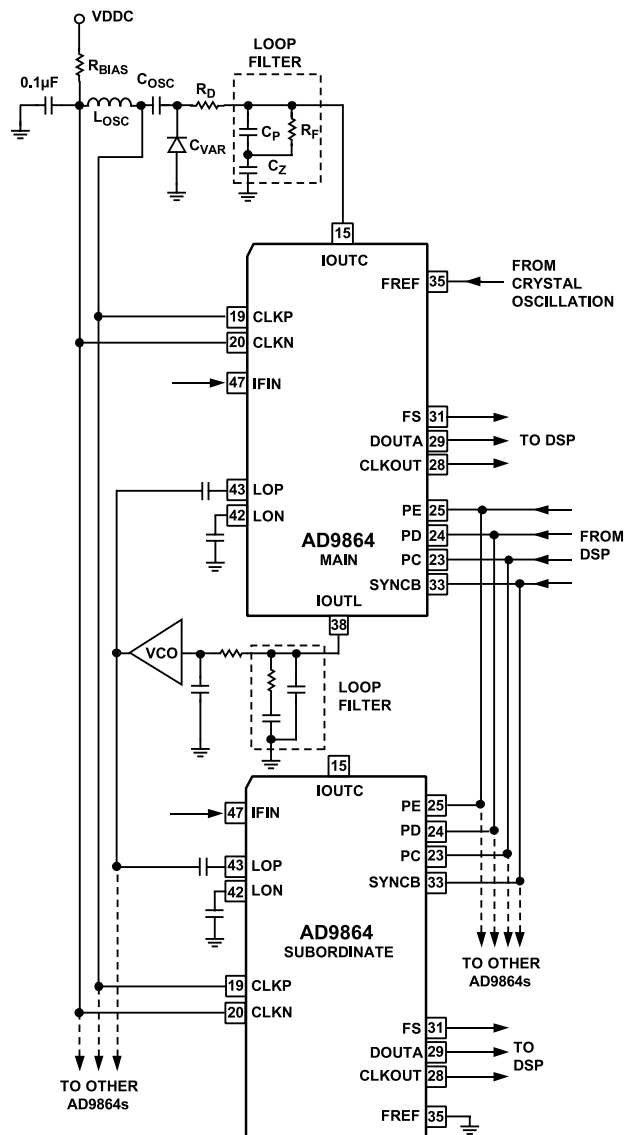 VDDC
RBIAS
0.1µF
COSC
LOSC
RD
CVAR
LOOP
FILTER
CP
RF
CZ
15
IOUTC
FREF
35
FROM
CRYSTAL
OSCILLATION
19
CLKP
20
CLKN
47
IFIN
FS
31
DOUTA
29
TO DSP
CLKOUT
28
43
LOP
42
LON
PE
25
PD
24
FROM
DSP
PC
23
SYNCB
33
AD9864
MAIN
IOUTL
38
VCO
LOOP
FILTER
15
IOUTC
47
IFIN
PE
25
PD
24
PC
23
SYNCB
33
43
LOP
42
LON
AD9864
SUBORDINATE
TO OTHER
AD9864s
19
CLKP
20
CLKN
FS
31
DOUTA
29
TO
DSP
CLKOUT
28
TO OTHER
AD9864s
FREF
35